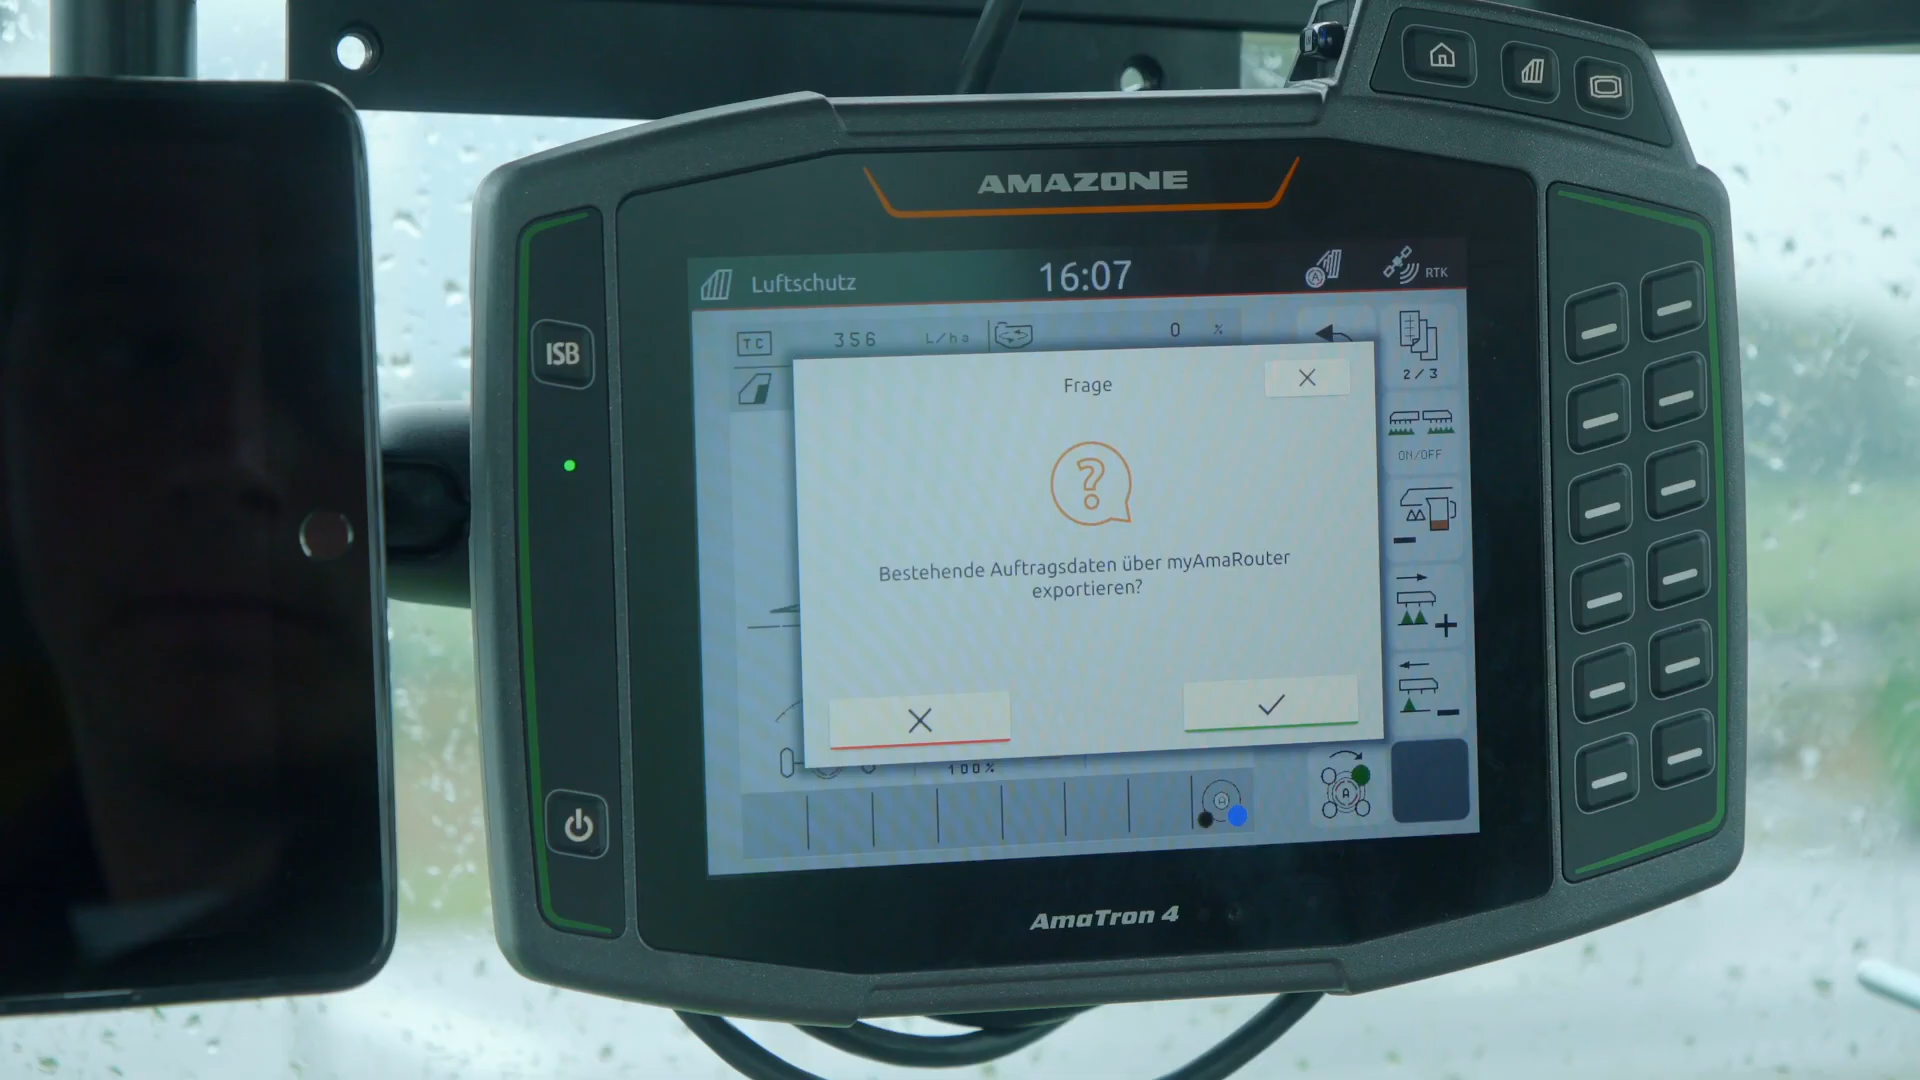 AMAZONE
Luftschutz
16:07
RTK
TC
356
L/ha
0
%
2/3
Frage
ISB
ON/OFF
Bestehende Auftragsdaten über myAmaRouter
exportieren?
100%
A
A
AmaTron 4